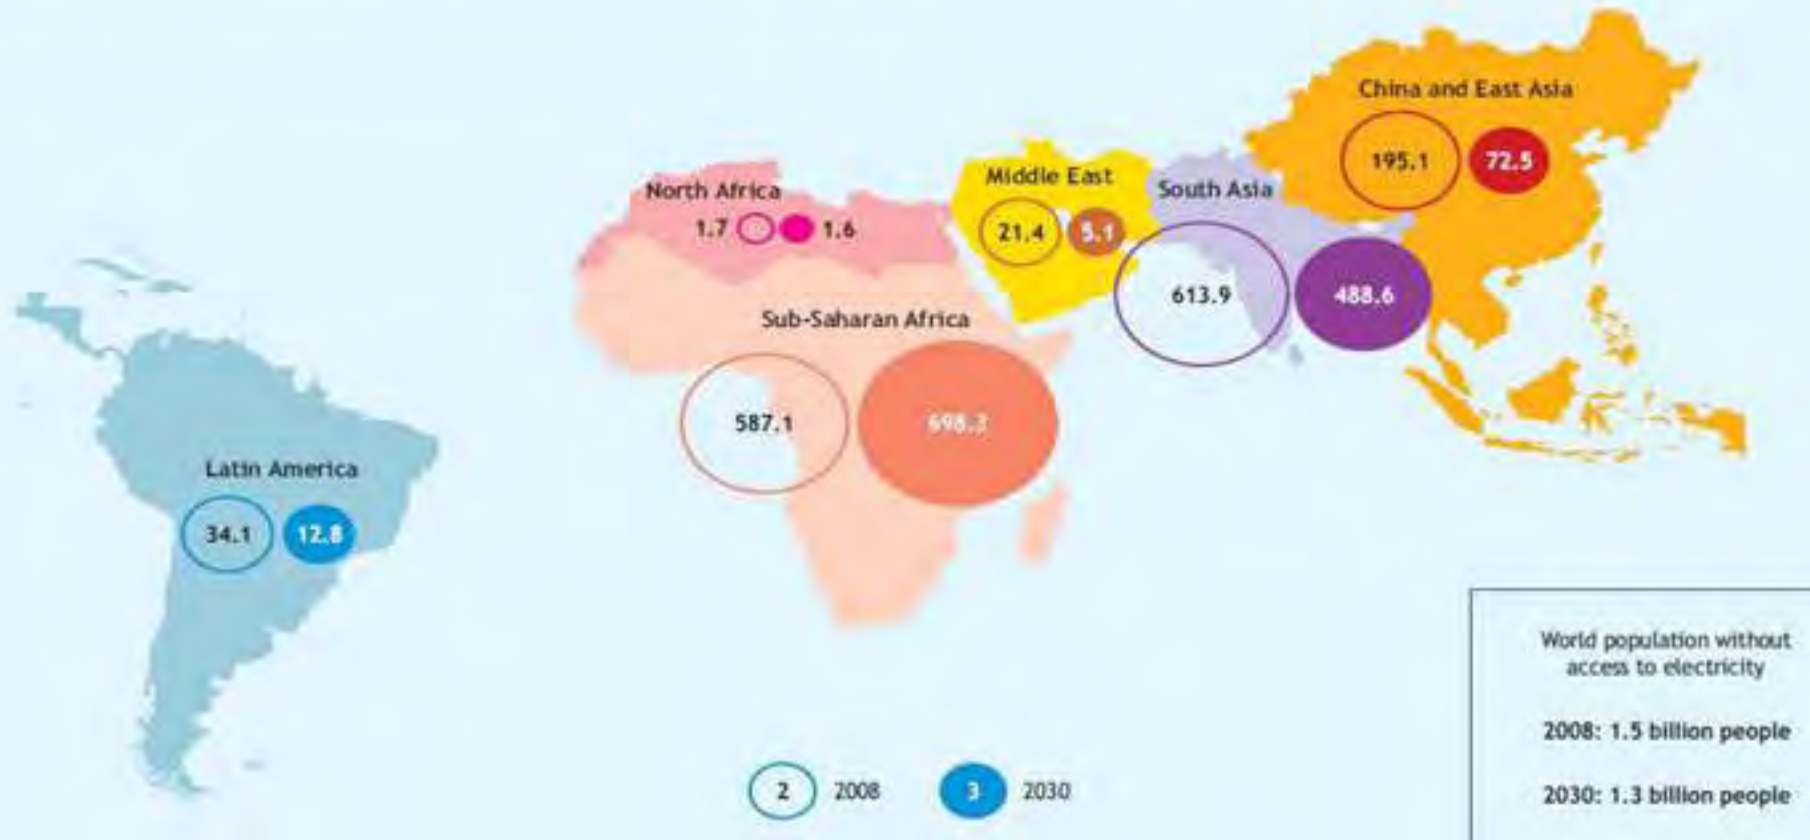 China and East Asia
195.1 72.5
North Africa
1.7 1.6
Middle East
21.4 5.1
South Asia
613.9 488.6
Sub-Saharan Africa
587.1 698.3
Latin America
34.1 12.8
2 2008 3 2030
World population without
access to electricity
2008: 1.5 billion people
2030: 1.3 billion people